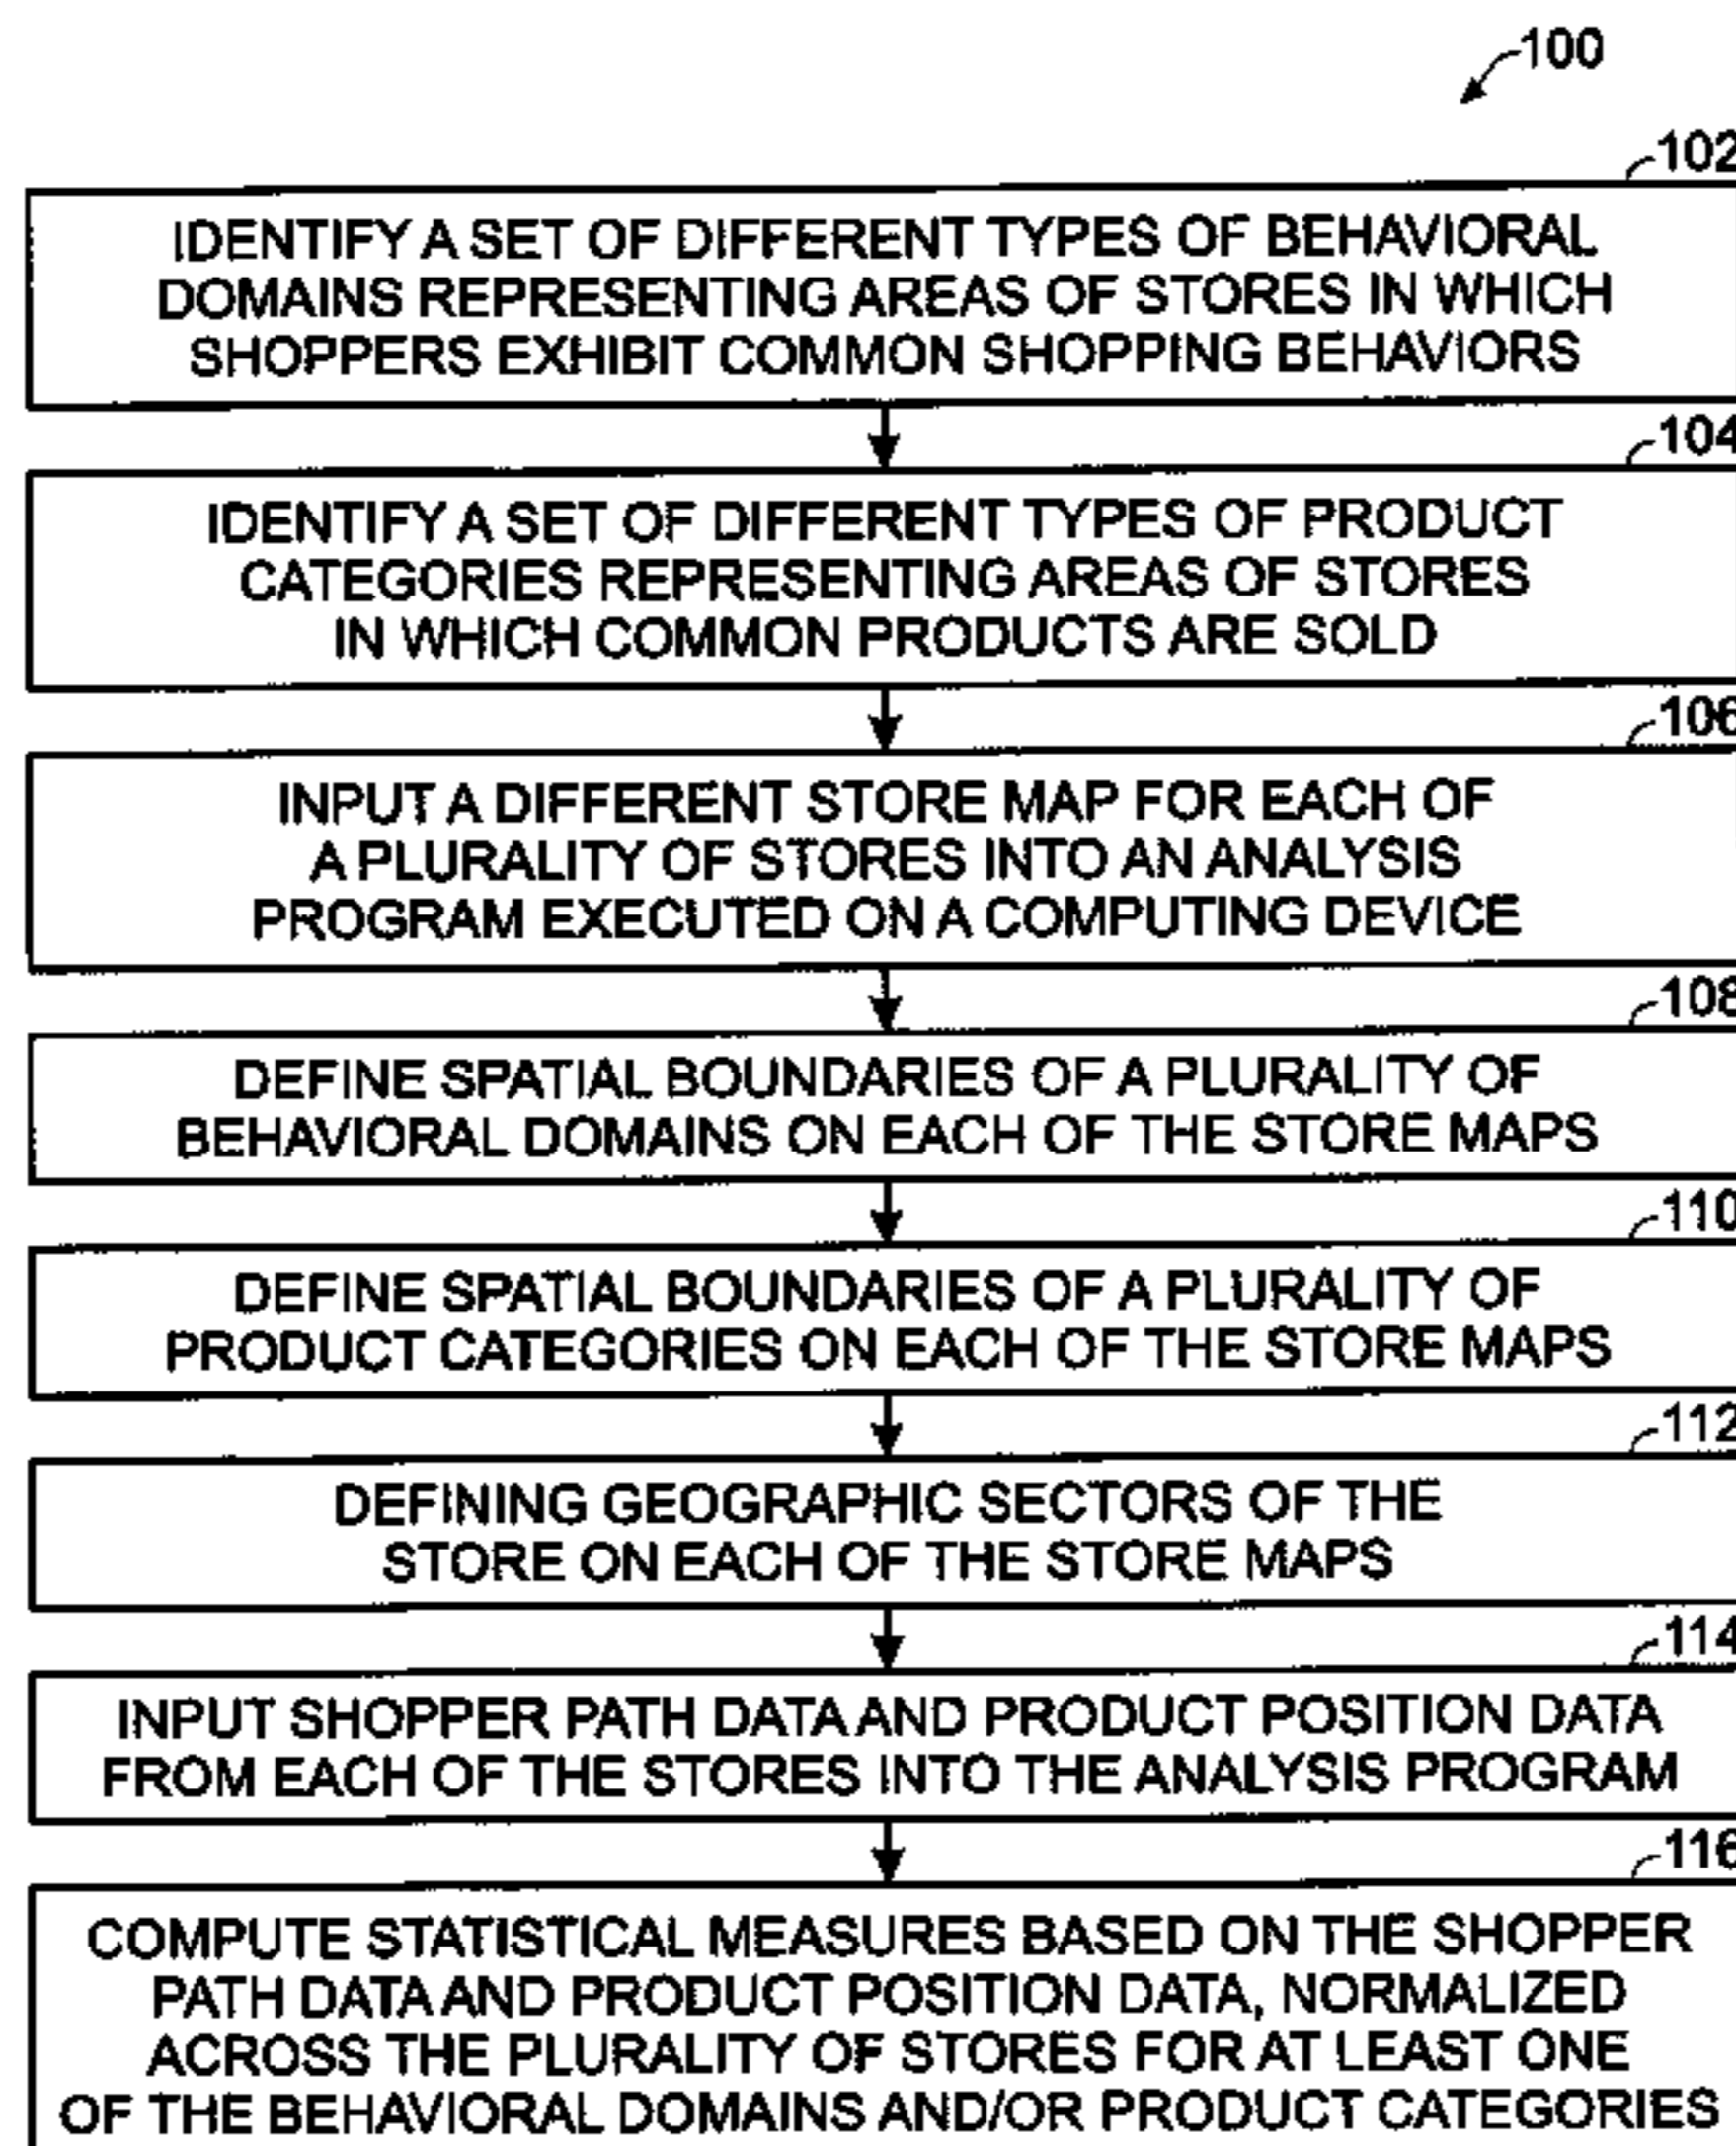 100
102
IDENTIFY A SET OF DIFFERENT TYPES OF BEHAVIORAL
DOMAINS REPRESENTING AREAS OF STORES IN WHICH
SHOPPERS EXHIBIT COMMON SHOPPING BEHAVIORS
104
IDENTIFY A SET OF DIFFERENT TYPES OF PRODUCT
CATEGORIES REPRESENTING AREAS OF STORES
IN WHICH COMMON PRODUCTS ARE SOLD
106
INPUT A DIFFERENT STORE MAP FOR EACH OF
A PLURALITY OF STORES INTO AN ANALYSIS
PROGRAM EXECUTED ON A COMPUTING DEVICE
108
DEFINE SPATIAL BOUNDARIES OF A PLURALITY OF
BEHAVIORAL DOMAINS ON EACH OF THE STORE MAPS
110
DEFINE SPATIAL BOUNDARIES OF A PLURALITY OF
PRODUCT CATEGORIES ON EACH OF THE STORE MAPS
112
DEFINING GEOGRAPHIC SECTORS OF THE
STORE ON EACH OF THE STORE MAPS
114
INPUT SHOPPER PATH DATA AND PRODUCT POSITION DATA
FROM EACH OF THE STORES INTO THE ANALYSIS PROGRAM
116
COMPUTE STATISTICAL MEASURES BASED ON THE SHOPPER
PATH DATA AND PRODUCT POSITION DATA, NORMALIZED
ACROSS THE PLURALITY OF STORES FOR AT LEAST ONE
OF THE BEHAVIORAL DOMAINS AND/OR PRODUCT CATEGORIES